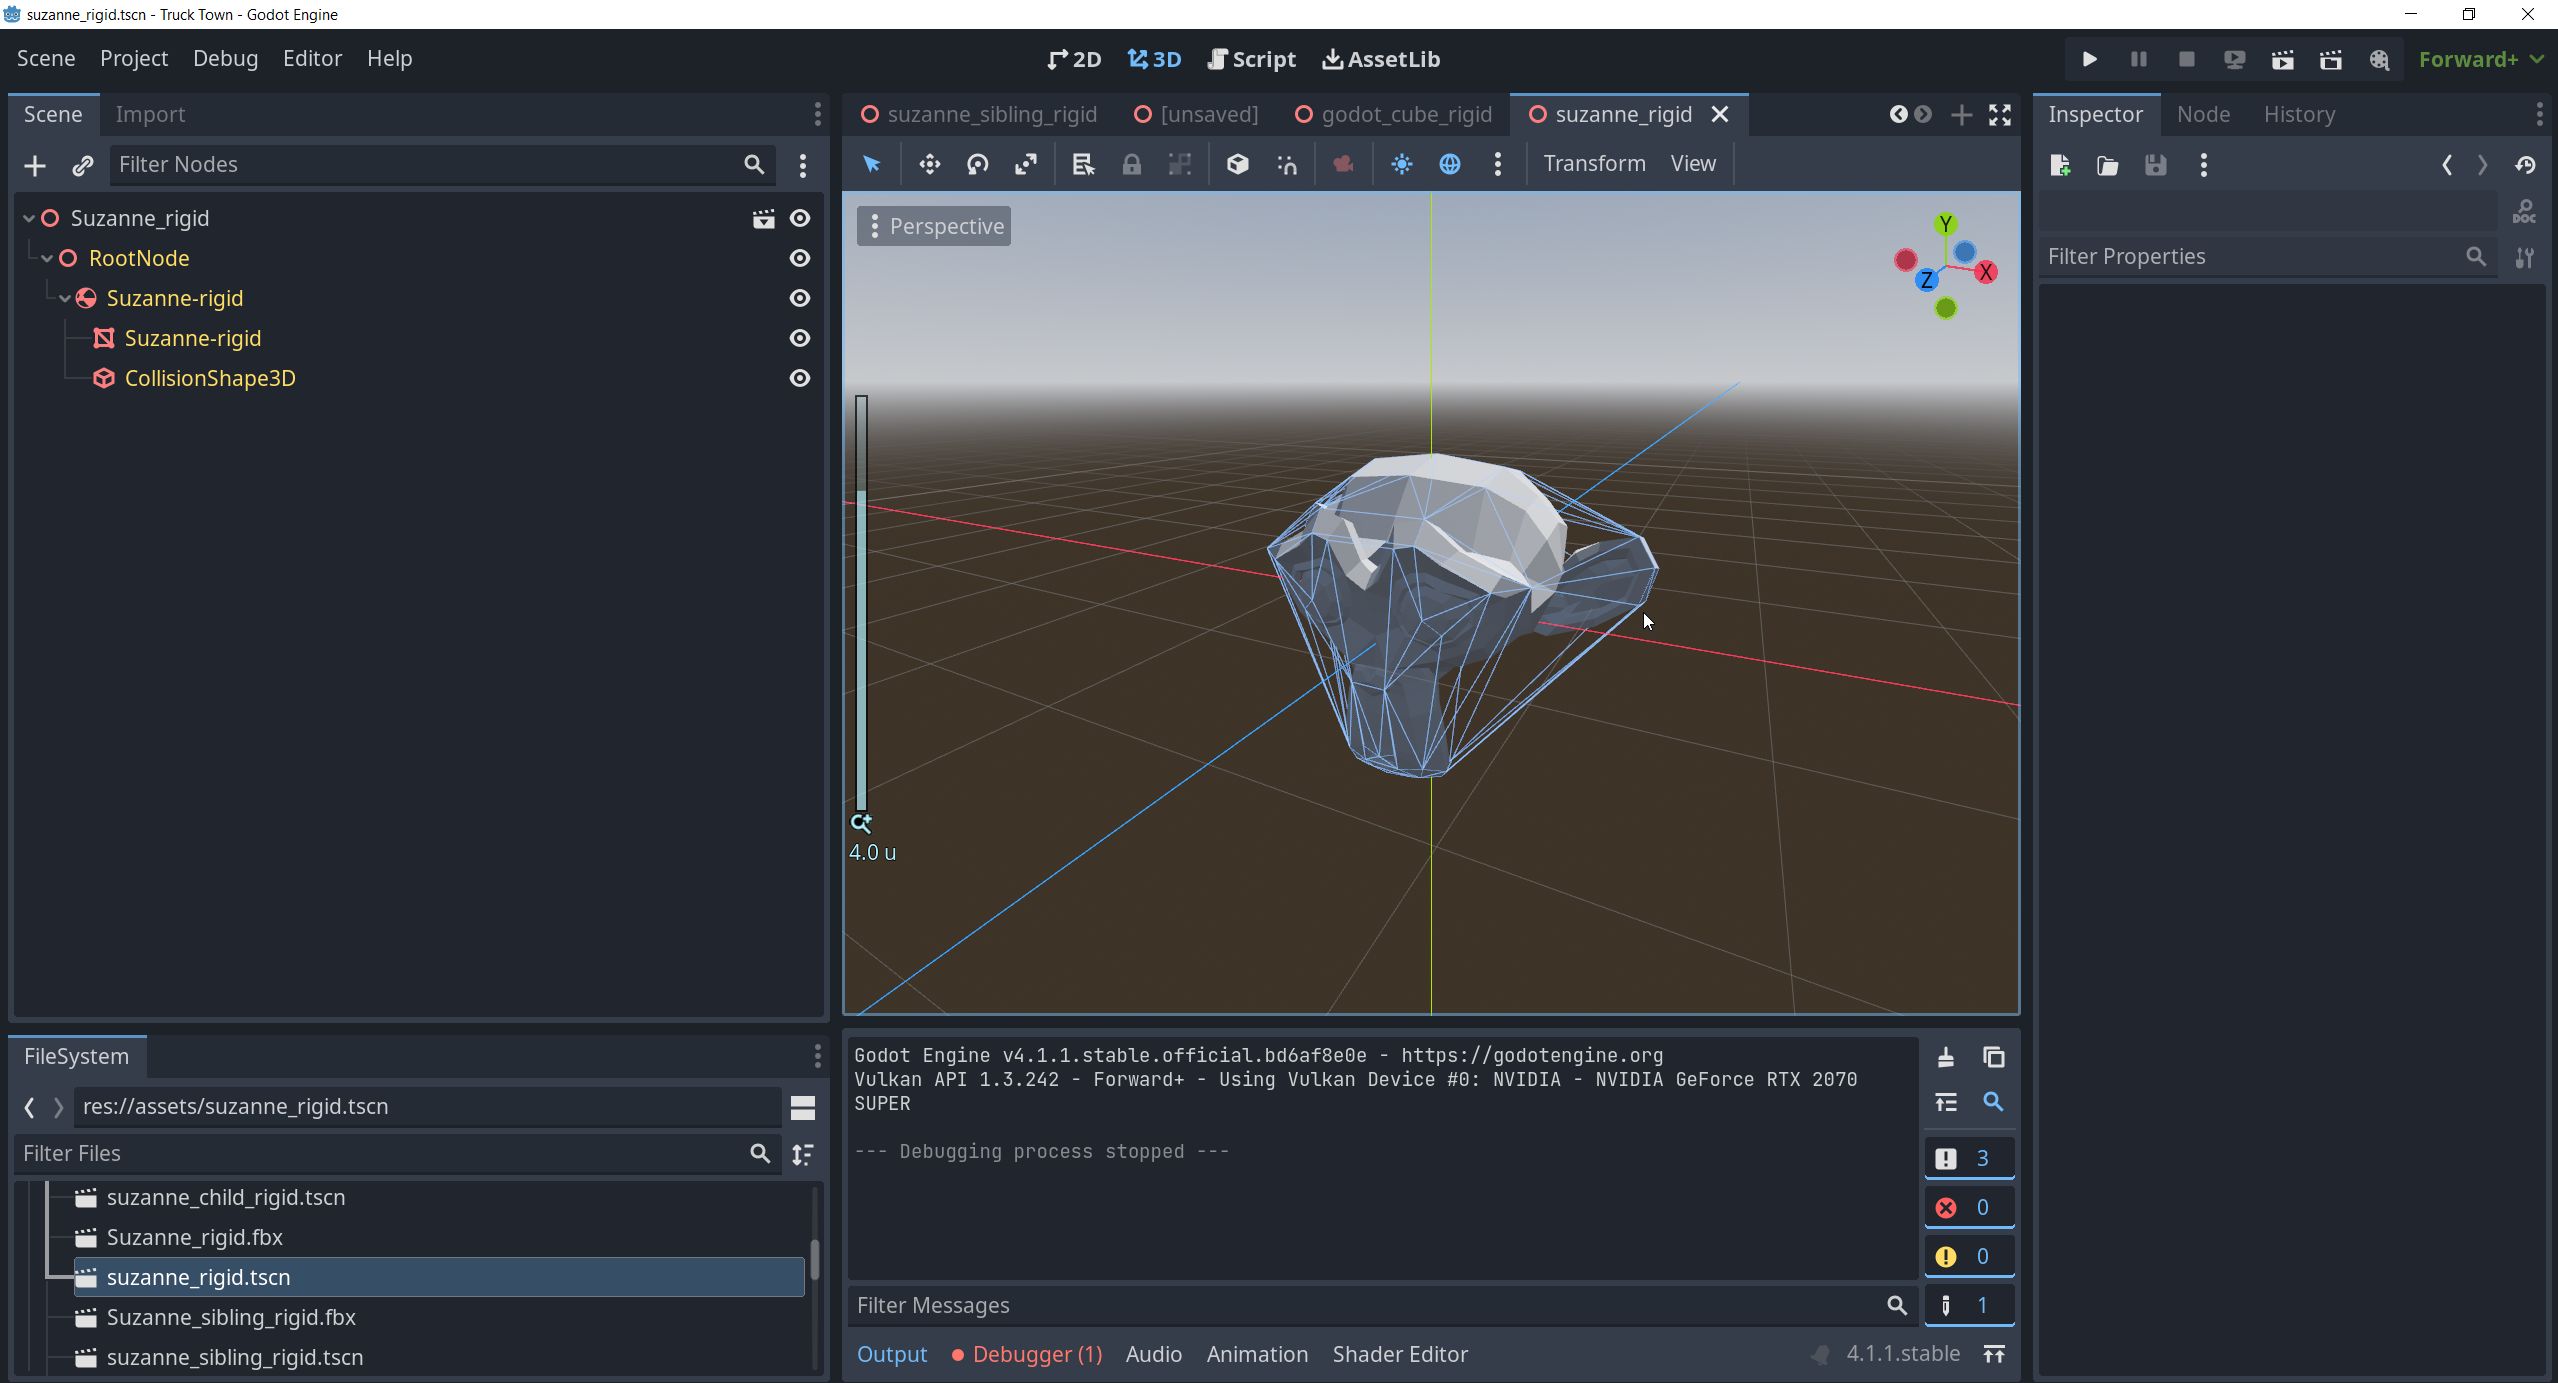 suzanne_rigid.tscn - Truck Town - Godot Engine
Scene Project Debug Editor Help
2D 3D Script AssetLib
Forward+
Scene Import
suzanne_sibling_rigid [unsaved] godot_cube_rigid suzanne_rigid
Inspector Node History
Filter Nodes
Transform View
Suzanne_rigid
RootNode
Suzanne-rigid
Suzanne-rigid
CollisionShape3D
Perspective
Y
X
Z
4.0 u
DOC
Filter Properties
FileSystem
res://assets/suzanne_rigid.tscn
Filter Files
suzanne_child_rigid.tscn
Suzanne_rigid.fbx
suzanne_rigid.tscn
Suzanne_sibling_rigid.fbx
suzanne_sibling_rigid.tscn
Godot Engine v4.1.1.stable.official.bd6af8e0e - https://godotengine.org
Vulkan API 1.3.242 - Forward+ - Using Vulkan Device #0: NVIDIA - NVIDIA GeForce RTX 2070
SUPER
--- Debugging process stopped ---
3
0
0
1
Filter Messages
Output Debugger (1) Audio Animation Shader Editor
4.1.1.stable